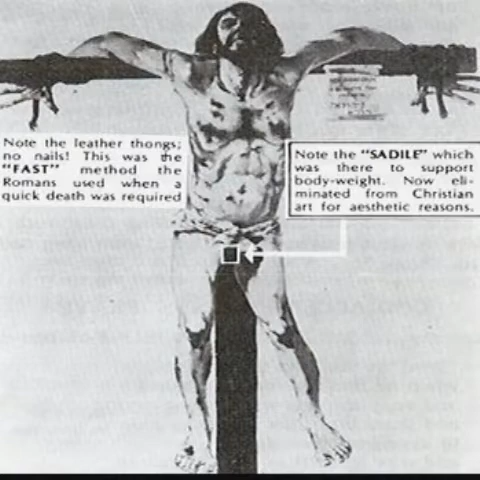 Note the leather thongs;
no nails! This was the
"FAST" method the
Romans used when a
quick death was required
Note the "SADILE" which
was there to support
body-weight. Now eli-
minated from Christian
art for aesthetic reasons.